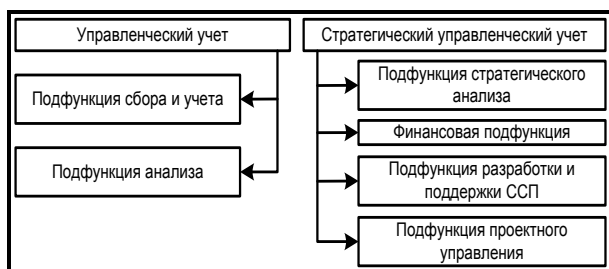 Управленческий учет
Подфункция сбора и учета
Подфункция анализа
Стратегический управленческий учет
Подфункция стратегического
анализа
Финансовая подфункция
Подфункция разработки и
поддержки ССП
Подфункция проектного
управления